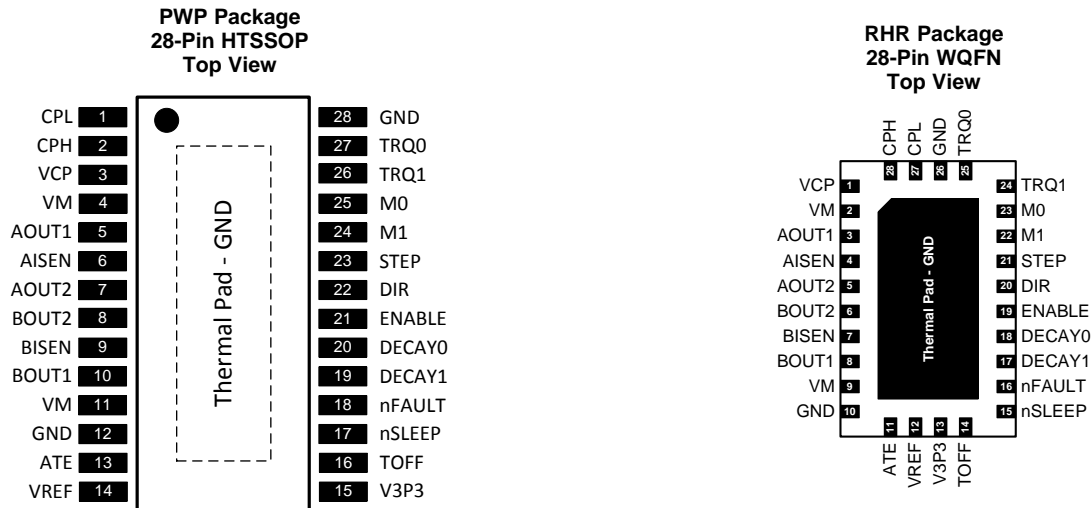 PWP Package
28-Pin HTSSOP
Top View
CPL 1
CPH 2
VCP 3
VM 4
AOUT1 5
AISEN 6
AOUT2 7
BOUT2 8
BISEN 9
BOUT1 10
VM 11
GND 12
ATE 13
VREF 14
Thermal Pad - GND
28 GND
27 TRQ0
26 TRQ1
25 M0
24 M1
23 STEP
22 DIR
21 ENABLE
20 DECAY0
19 DECAY1
18 nFAULT
17 nSLEEP
16 TOFF
15 V3P3
RHR Package
28-Pin WQFN
Top View
CPH
CPL
GND
TRQ0
28
27
26
25
VCP 1
VM 2
AOUT1 3
AISEN 4
AOUT2 5
BOUT2 6
BISEN 7
BOUT1 8
VM 9
GND 10
Thermal Pad - GND
24 TRQ1
23 M0
22 M1
21 STEP
20 DIR
19 ENABLE
18 DECAY0
17 DECAY1
16 nFAULT
15 nSLEEP
11
12
13
14
ATE
VREF
V3P3
TOFF